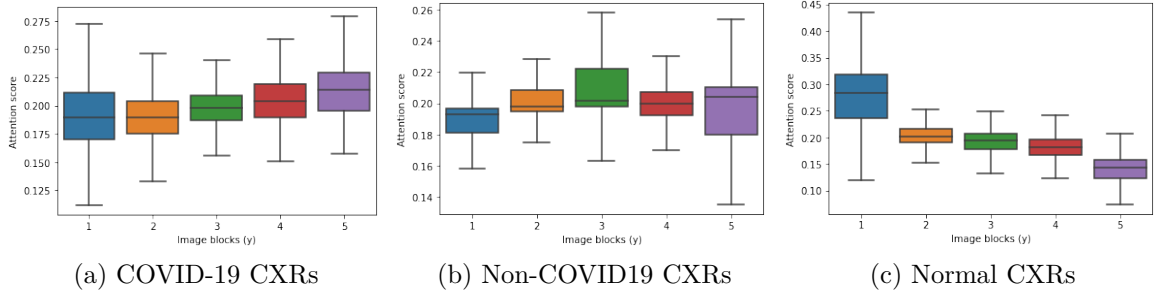 Attention score
0.275
0.250
0.225
0.200
0.175
0.150
0.125
1 2 3 4 5
Image blocks (y)
(a) COVID-19 CXRs
Attention score
0.26
0.24
0.22
0.20
0.18
0.16
0.14
1 2 3 4 5
Image blocks (y)
(b) Non-COVID19 CXRs
Attention score
0.45
0.40
0.35
0.30
0.25
0.20
0.15
0.10
1 2 3 4 5
Image blocks (y)
(c) Normal CXRs